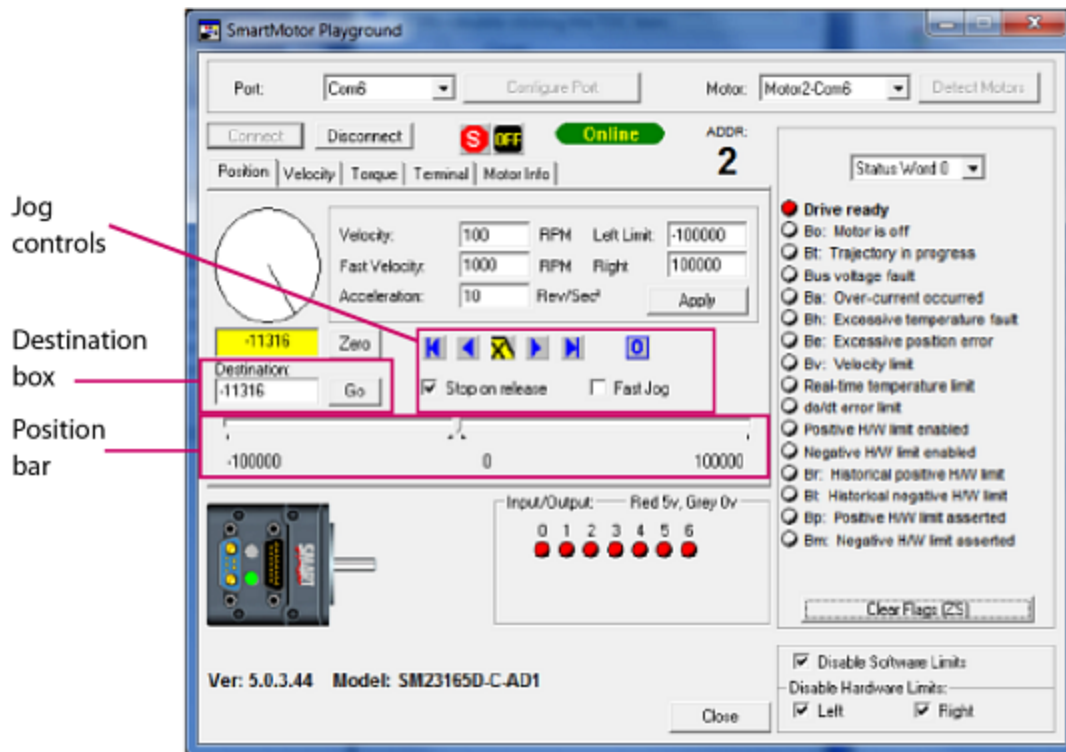 SmartMotor Playground
Port: Com6 Configure Port Motor: Motor2-Com6 Detect Motors
Connect Disconnect S OFF Online ADDR:
2
Position Velocity Torque Terminal Motor Info
Status Word 0
Jog
controls
Velocity: 100 RPM Left Limit: -100000
Fast Velocity: 1000 RPM Right 100000
Acceleration: 10 Rev/Sec² Apply
-11316 Zero
Destination
box
Destination:
-11316 Go
Stop on release Fast Jog
Position
bar
-100000 0 100000
Drive ready
Bo: Motor is off
Bt: Trajectory in progress
Bus voltage fault
Ba: Over-current occurred
Bh: Excessive temperature fault
Be: Excessive position error
Bv: Velocity limit
Real-time temperature limit
de/dt error limit
Positive H/W limit enabled
Negative H/W limit enabled
Br: Historical positive H/W limit
Bl: Historical negative H/W limit
Bp: Positive H/W limit asserted
Bm: Negative H/W limit asserted
Clear Flags (ZS)
Input/Output: Red 5v, Grey 0v
0 1 2 3 4 5 6
SMART
Ver: 5.0.3.44 Model: SM23165D-C-AD1
Disable Software Limits
Disable Hardware Limits:
Left Right
Close